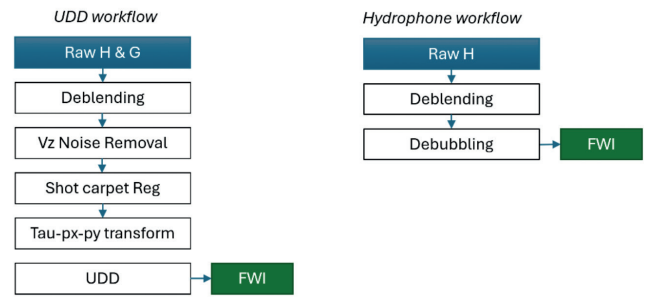 UDD workflow
Raw H & G
Deblending
Vz Noise Removal
Shot carpet Reg
Tau-px-py transform
UDD
FWI
Hydrophone workflow
Raw H
Deblending
Debubbling
FWI